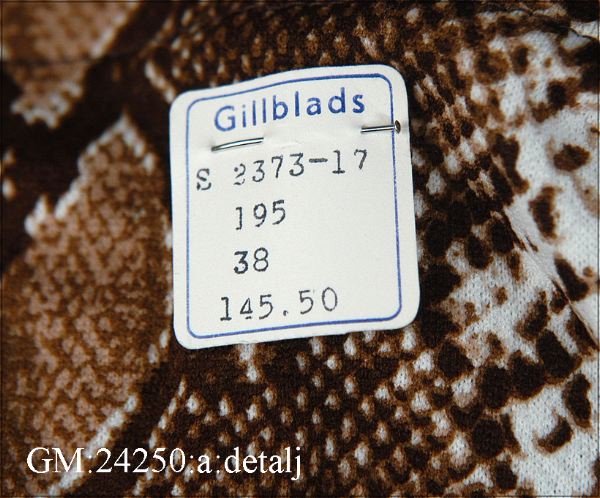 Gillblads
S 2373-17
195
38
145.50
GM:24250:a:detalj